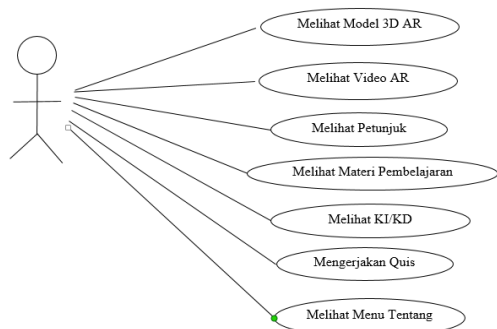 Melihat Model 3D AR
Melihat Video AR
Melihat Petunjuk
Melihat Materi Pembelajaran
Melihat KI/KD
Mengerjakan Quis
Melihat Menu Tentang